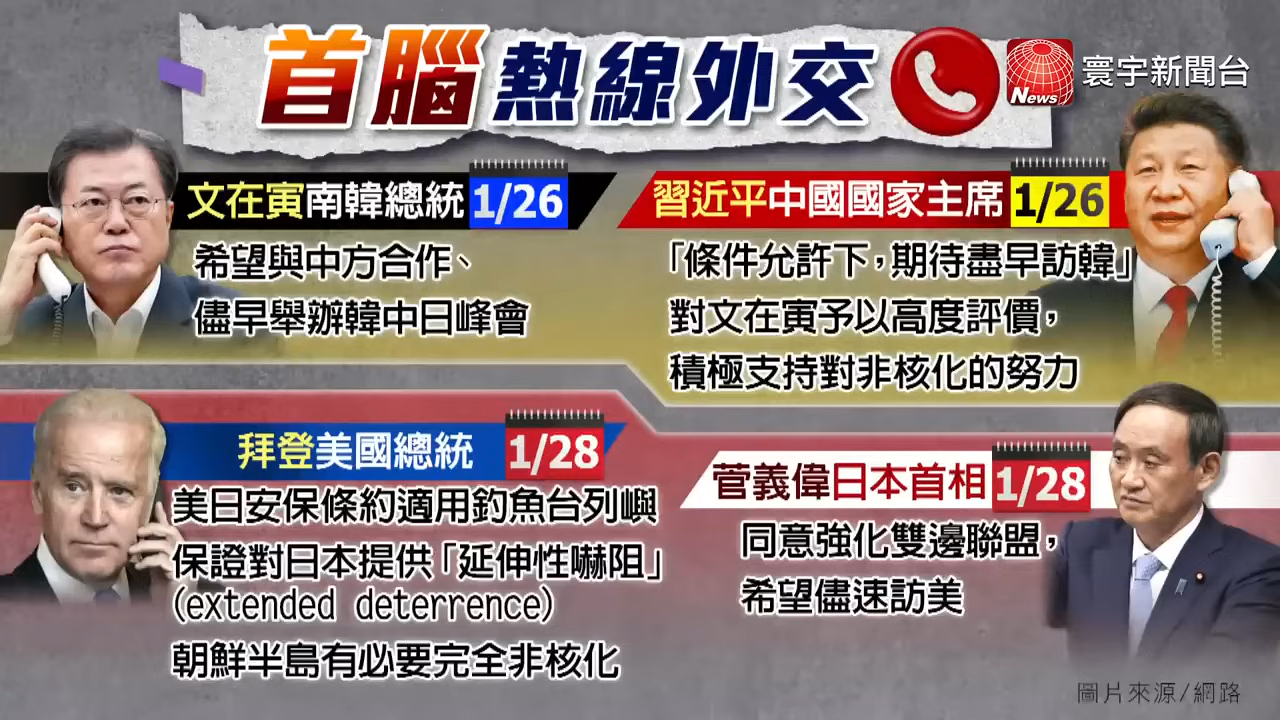 首腦熱線外交
News
寰宇新聞台
文在寅南韓總統 1/26
希望與中方合作、
儘早舉辦韓中日峰會
習近平中國國家主席 1/26
「條件允許下,期待盡早訪韓」
對文在寅予以高度評價,
積極支持對非核化的努力
拜登美國總統 1/28
美日安保條約適用釣魚台列嶼
保證對日本提供「延伸性嚇阻」
(extended deterrence)
朝鮮半島有必要完全非核化
菅義偉日本首相 1/28
同意強化雙邊聯盟,
希望儘速訪美
圖片來源/網路